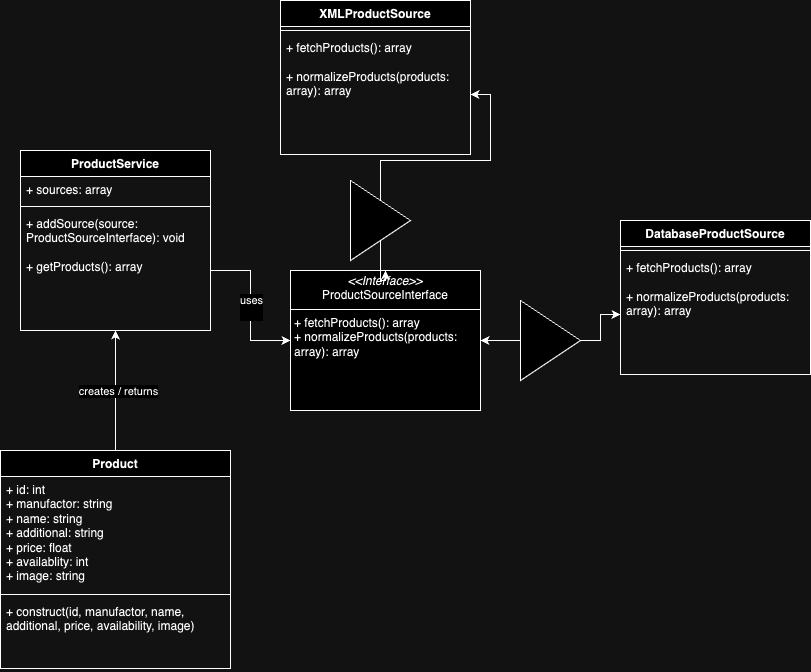 XMLProductSource
+ fetchProducts(): array
+ normalizeProducts(products:
array): array
ProductService
+ sources: array
+ addSource(source:
ProductSourceInterface): void
+ getProducts(): array
uses
<<Interface>>
ProductSourceInterface
+ fetchProducts(): array
+ normalizeProducts(products:
array): array
DatabaseProductSource
+ fetchProducts(): array
+ normalizeProducts(products:
array): array
creates / returns
Product
+ id: int
+ manufactor: string
+ name: string
+ additional: string
+ price: float
+ availablity: int
+ image: string
+ construct(id, manufactor, name,
additional, price, availability, image)